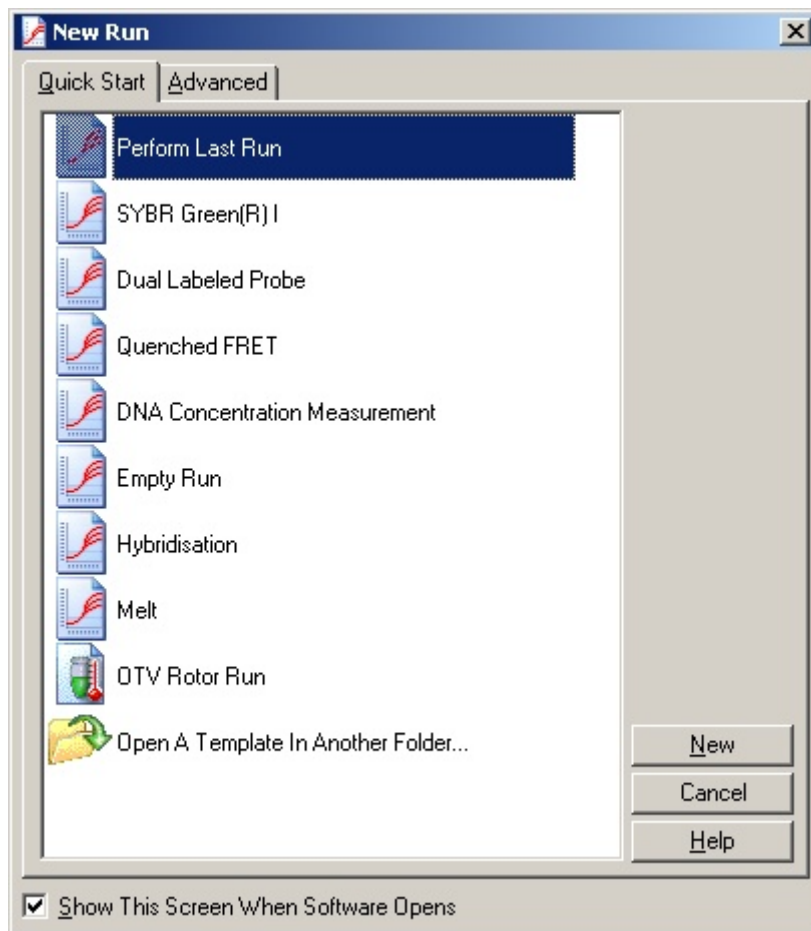 New Run
Quick Start Advanced
Perform Last Run
SYBR Green(R) I
Dual Labeled Probe
Quenched FRET
DNA Concentration Measurement
Empty Run
Hybridisation
Melt
OTV Rotor Run
Open A Template In Another Folder...
New
Cancel
Help
Show This Screen When Software Opens